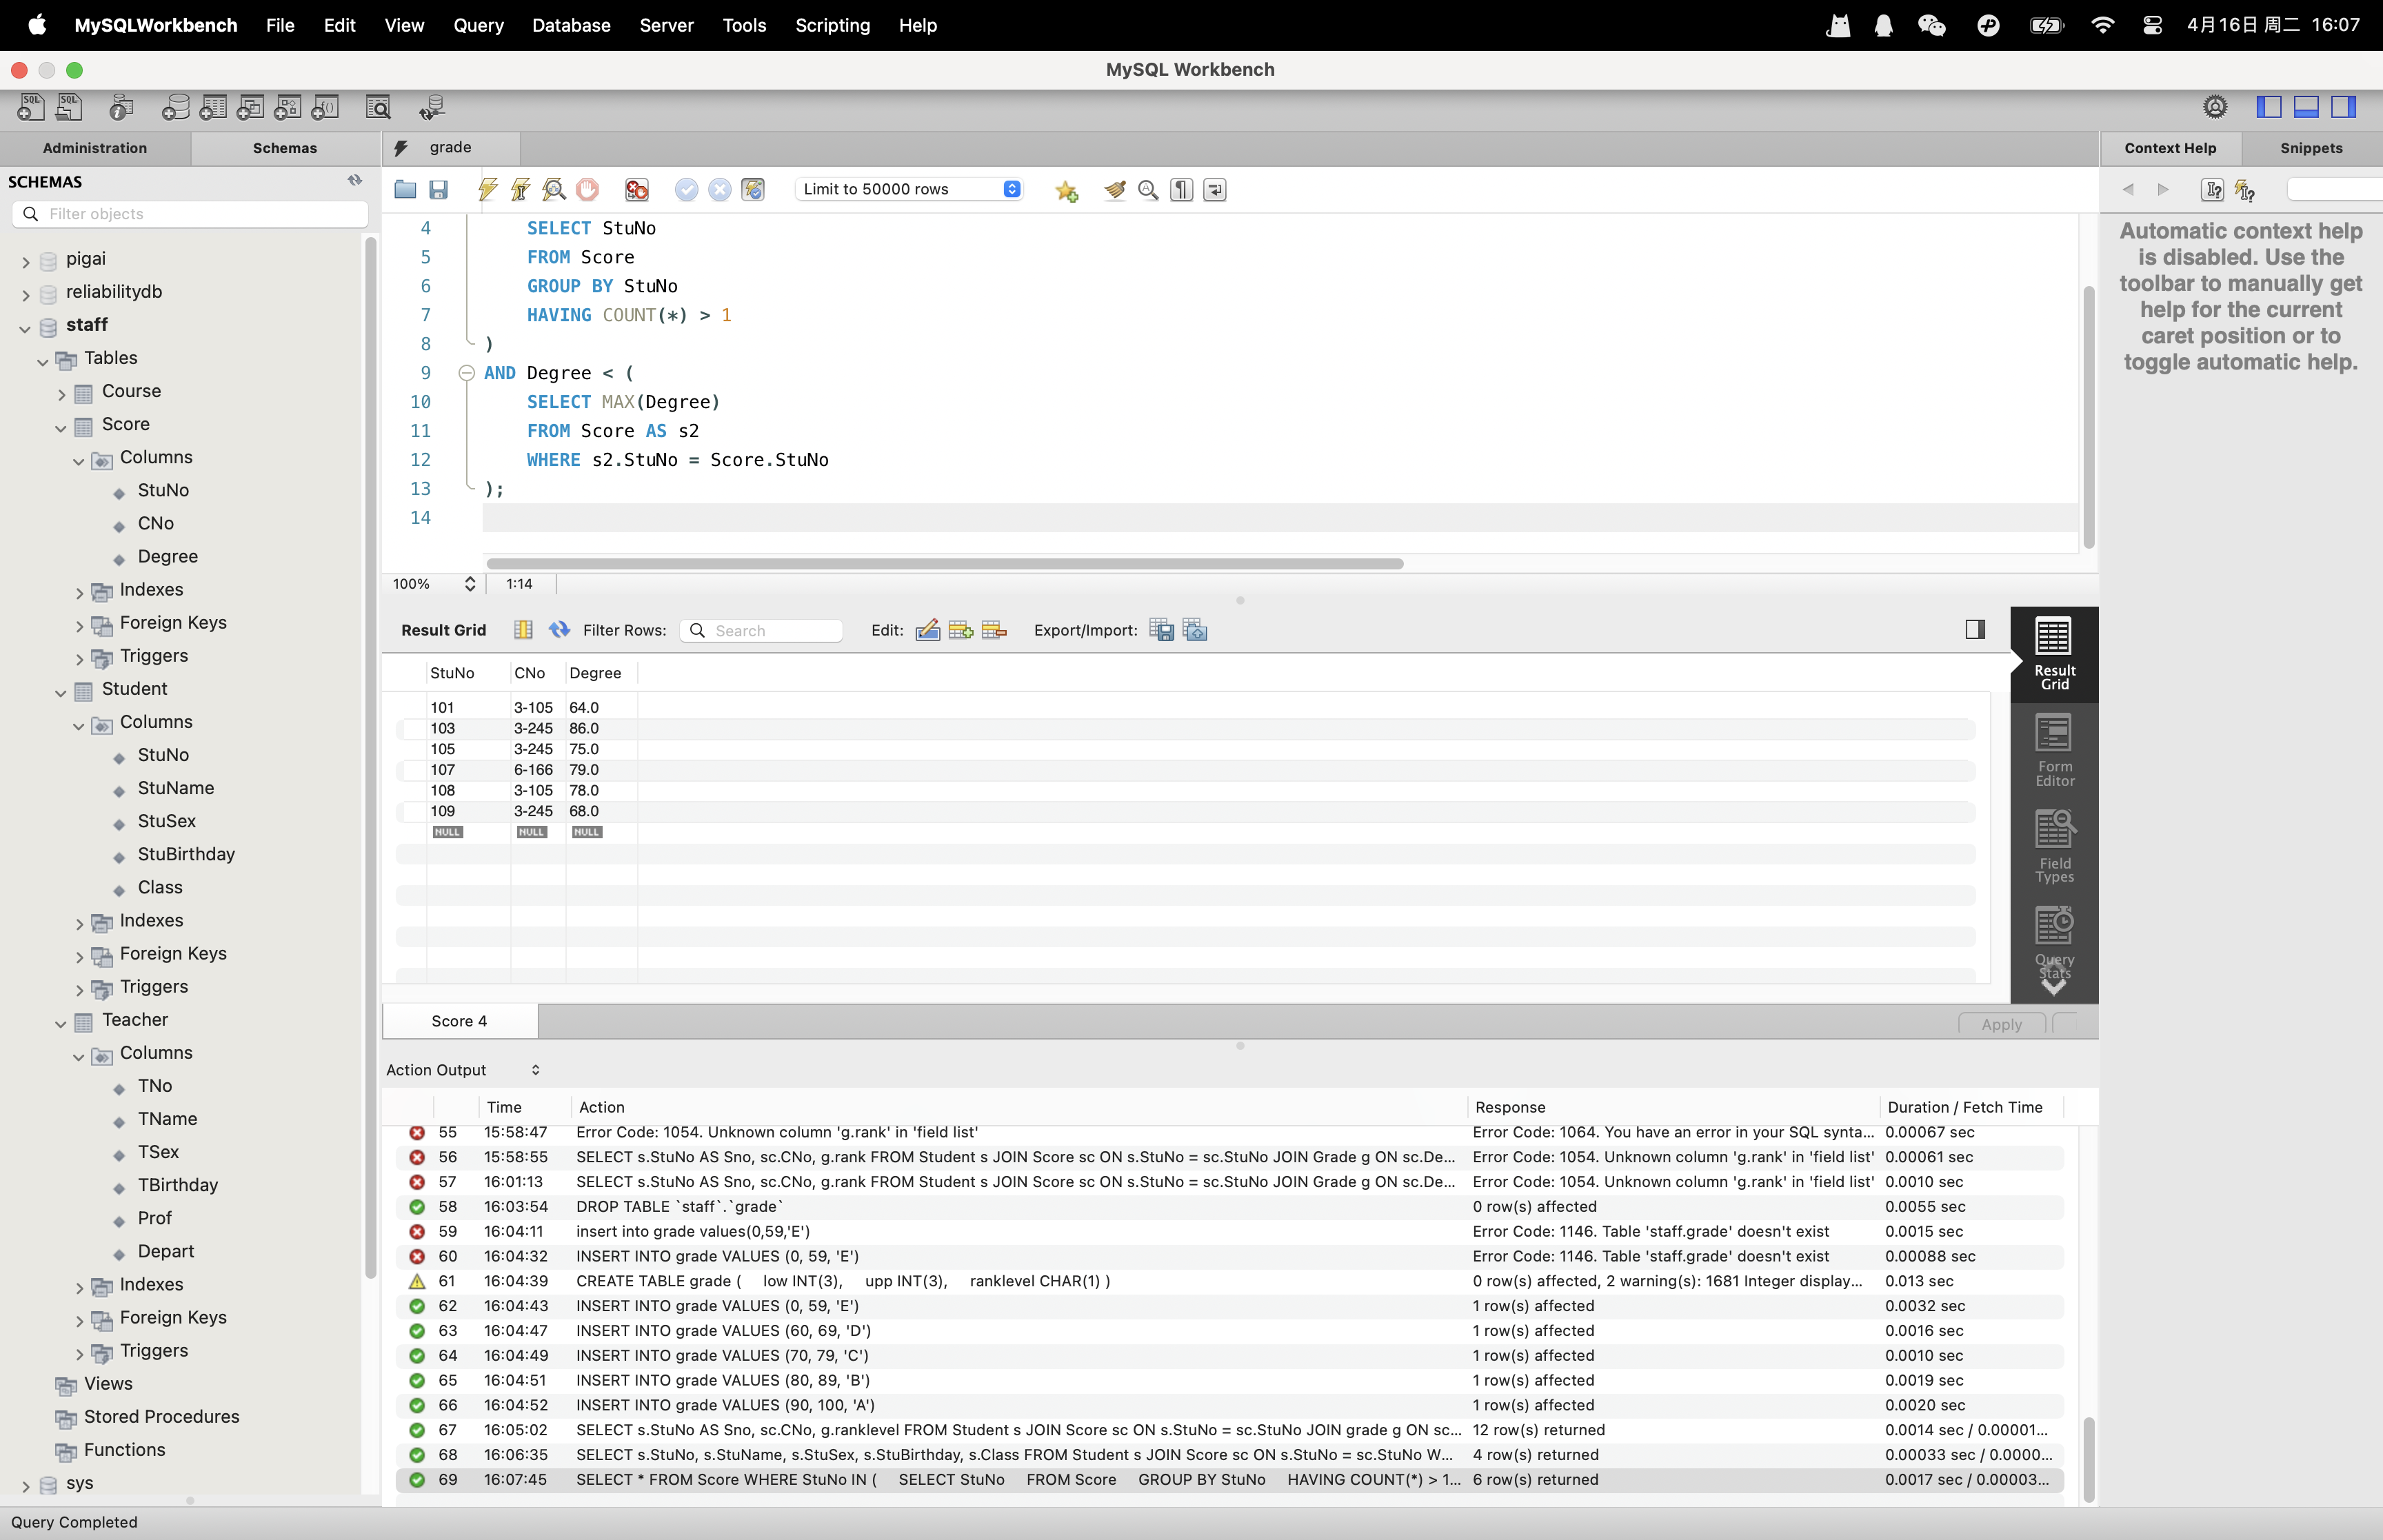 MySQLWorkbench File Edit View Query Database Server Tools Scripting Help 4月16日 周二 16:07
MySQL Workbench
Administration Schemas grade Context Help Snippets
SCHEMAS
Filter objects
pigai
reliabilitydb
staff
Tables
Course
Score
Columns
StuNo
CNo
Degree
Indexes
Foreign Keys
Triggers
Student
Columns
StuNo
StuName
StuSex
StuBirthday
Class
Indexes
Foreign Keys
Triggers
Teacher
Columns
TNo
TName
TSex
TBirthday
Prof
Depart
Indexes
Foreign Keys
Triggers
Views
Stored Procedures
Functions
sys
Query Completed
Limit to 50000 rows
4 SELECT StuNo
5 FROM Score
6 GROUP BY StuNo
7 HAVING COUNT(*) > 1
8 )
9 AND Degree < (
10 SELECT MAX(Degree)
11 FROM Score AS s2
12 WHERE s2.StuNo = Score.StuNo
13 );
14
100% 1:14
Result Grid Filter Rows: Search Edit: Export/Import:
StuNo CNo Degree
101 3-105 64.0
103 3-245 86.0
105 3-245 75.0
107 6-166 79.0
108 3-105 78.0
109 3-245 68.0
NULL NULL NULL
Result
Grid
Form
Editor
Field
Types
Query
Stats
Score 4 Apply
Action Output
Time Action Response Duration / Fetch Time
55 15:58:47 Error Code: 1054. Unknown column 'g.rank' in 'field list' Error Code: 1064. You have an error in your SQL synta... 0.00067 sec
56 15:58:55 SELECT s.StuNo AS Sno, sc.CNo, g.rank FROM Student s JOIN Score sc ON s.StuNo = sc.StuNo JOIN Grade g ON sc.De... Error Code: 1054. Unknown column 'g.rank' in 'field list' 0.00061 sec
57 16:01:13 SELECT s.StuNo AS Sno, sc.CNo, g.rank FROM Student s JOIN Score sc ON s.StuNo = sc.StuNo JOIN Grade g ON sc.De... Error Code: 1054. Unknown column 'g.rank' in 'field list' 0.0010 sec
58 16:03:54 DROP TABLE `staff`.`grade` 0 row(s) affected 0.0055 sec
59 16:04:11 insert into grade values(0,59,'E') Error Code: 1146. Table 'staff.grade' doesn't exist 0.0015 sec
60 16:04:32 INSERT INTO grade VALUES (0, 59, 'E') Error Code: 1146. Table 'staff.grade' doesn't exist 0.00088 sec
61 16:04:39 CREATE TABLE grade ( low INT(3), upp INT(3), ranklevel CHAR(1) ) 0 row(s) affected, 2 warning(s): 1681 Integer display... 0.013 sec
62 16:04:43 INSERT INTO grade VALUES (0, 59, 'E') 1 row(s) affected 0.0032 sec
63 16:04:47 INSERT INTO grade VALUES (60, 69, 'D') 1 row(s) affected 0.0016 sec
64 16:04:49 INSERT INTO grade VALUES (70, 79, 'C') 1 row(s) affected 0.0010 sec
65 16:04:51 INSERT INTO grade VALUES (80, 89, 'B') 1 row(s) affected 0.0019 sec
66 16:04:52 INSERT INTO grade VALUES (90, 100, 'A') 1 row(s) affected 0.0020 sec
67 16:05:02 SELECT s.StuNo AS Sno, sc.CNo, g.ranklevel FROM Student s JOIN Score sc ON s.StuNo = sc.StuNo JOIN grade g ON sc... 12 row(s) returned 0.0014 sec / 0.00001...
68 16:06:35 SELECT s.StuNo, s.StuName, s.StuSex, s.StuBirthday, s.Class FROM Student s JOIN Score sc ON s.StuNo = sc.StuNo W... 4 row(s) returned 0.00033 sec / 0.0000...
69 16:07:45 SELECT * FROM Score WHERE StuNo IN ( SELECT StuNo FROM Score GROUP BY StuNo HAVING COUNT(*) > 1... 6 row(s) returned 0.0017 sec / 0.00003...
Automatic context help
is disabled. Use the
toolbar to manually get
help for the current
caret position or to
toggle automatic help.